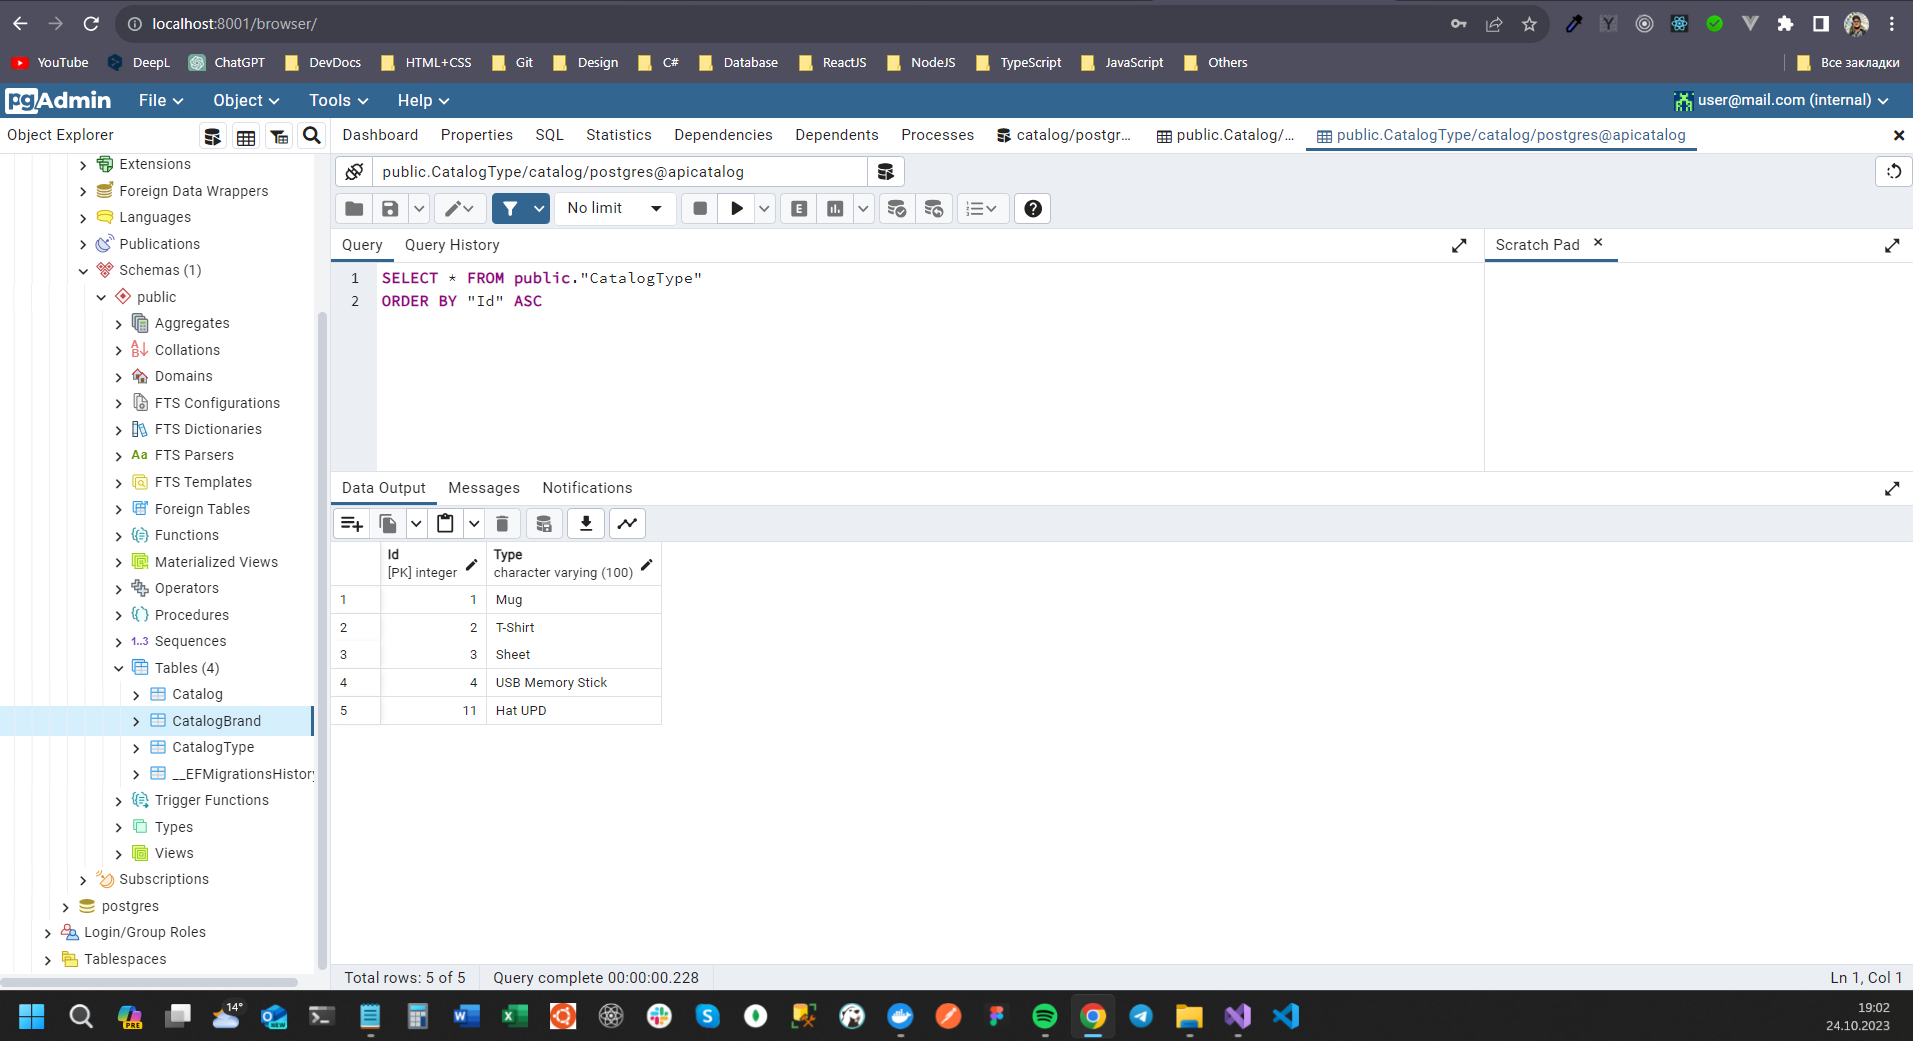 localhost:8001/browser/
YouTube DeepL ChatGPT DevDocs HTML+CSS Git Design C# Database ReactJS NodeJS TypeScript JavaScript Others Все закладки
pgAdmin File Object Tools Help user@mail.com (internal)
Object Explorer
Dashboard Properties SQL Statistics Dependencies Dependents Processes catalog/postgr... public.Catalog/... public.CatalogType/catalog/postgres@apicatalog
Extensions
Foreign Data Wrappers
Languages
Publications
Schemas (1)
public
Aggregates
Collations
Domains
FTS Configurations
FTS Dictionaries
Aa FTS Parsers
FTS Templates
Foreign Tables
Functions
Materialized Views
Operators
Procedures
1..3 Sequences
Tables (4)
Catalog
CatalogBrand
CatalogType
__EFMigrationsHistory
Trigger Functions
Types
Views
Subscriptions
postgres
Login/Group Roles
Tablespaces
public.CatalogType/catalog/postgres@apicatalog
No limit E
Query Query History Scratch Pad
1 SELECT * FROM public."CatalogType"
2 ORDER BY "Id" ASC
Data Output Messages Notifications
Id Type
[PK] integer character varying (100)
1 1 Mug
2 2 T-Shirt
3 3 Sheet
4 4 USB Memory Stick
5 11 Hat UPD
Total rows: 5 of 5 Query complete 00:00:00.228 Ln 1, Col 1
PRE 14° NEW
19:02
24.10.2023